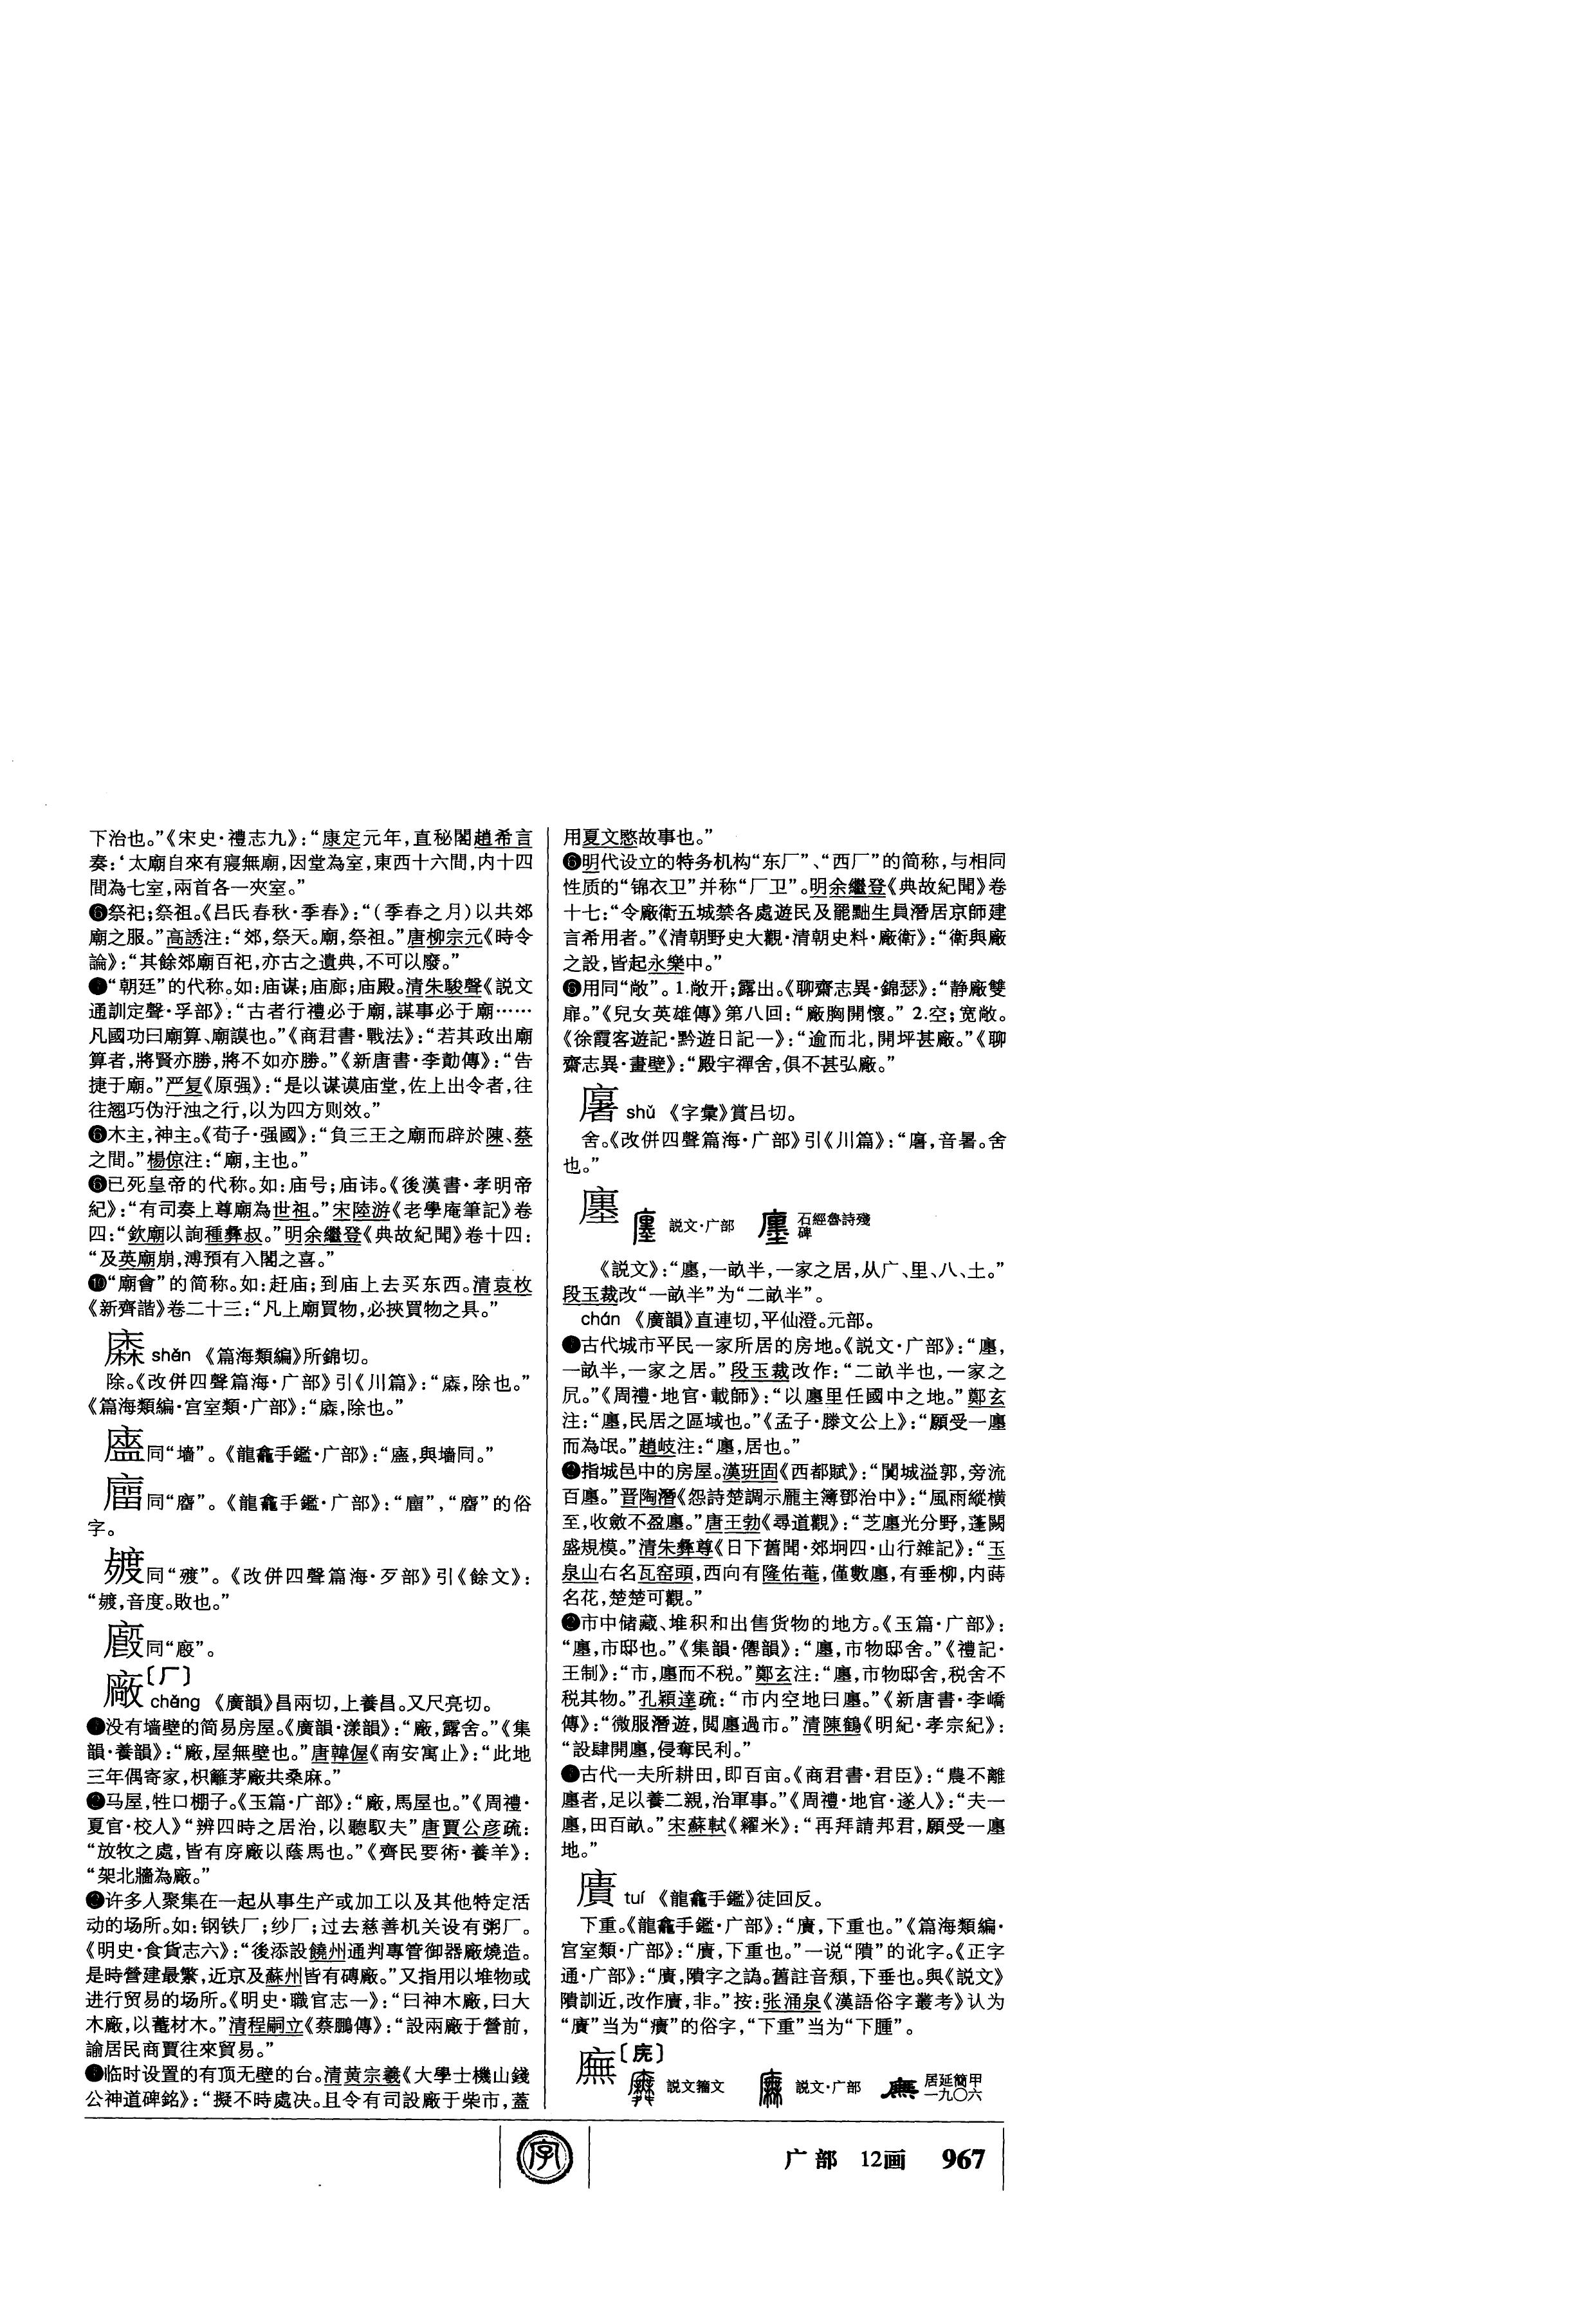 下治也。”《宋史·禮志九》：“康定元年，直秘閣趙希言
奏：‘太廟自來有寢無廟，因堂為室，東西十六間，内十四
間為七室，兩首各一夾室。”
❻祭祀；祭祖。《吕氏春秋·季春》：“（季春之月）以共郊
廟之服。”高誘注：“郊，祭天。廟，祭祖。”唐柳宗元《時令
論》：“其餘郊廟百祀，亦古之遺典，不可以廢。”
“朝廷”的代称。如：庙谋；庙廊；庙殿。清朱駿聲《説文
通訓定聲·孚部》：“古者行禮必于廟，謀事必于廟……
凡國功曰廟算、廟謨也。”《商君書·戰法》：“若其政出廟
算者，將賢亦勝，將不如亦勝。”《新唐書·李勣傳》：“告
捷于廟。”严复《原强》：“是以谋谟庙堂，佐上出令者，往
往翘巧伪汙浊之行，以为四方则效。”
❻木主，神主。《荀子·强國》：“負三王之廟而辟於陳、蔡
之間。”楊倞注：“廟，主也。”
❻已死皇帝的代称。如：庙号；庙讳。《後漢書·孝明帝
紀》：“有司奏上尊廟為世祖。”宋陸游《老學庵筆記》卷
四：“欽廟以詢種彝叔。”明余繼登《典故紀聞》卷十四：
“及英廟崩，溥預有入閣之喜。”
❿“廟會”的简称。如：赶庙；到庙上去买东西。清袁枚
《新齊諧》卷二十三：“凡上廟買物，必挾買物之具。”
shěn 《篇海類編》所錦切。
除。《改併四聲篇海·广部》引《川篇》：“，除也。”
《篇海類編·宫室類·广部》：“，除也。”
同“墙”。《龍龕手鑑·广部》：“，與墻同。”
同“廇”。《龍龕手鑑·广部》：“”，“廇”的俗
字。
同“㱾”。《改併四聲篇海·歹部》引《餘文》：
“，音度。敗也。”
同“廏”。
廠〔厂〕
chǎng 《廣韻》昌兩切，上養昌。又尺亮切。
没有墙壁的简易房屋。《廣韻·漾韻》：“廠，露舍。”《集
韻·養韻》：“廠，屋無壁也。”唐韓偓《南安寓止》：“此地
三年偶寄家，枳籬茅廠共桑麻。”
❷马屋，牲口棚子。《玉篇·广部》：“廠，馬屋也。”《周禮·
夏官·校人》“辨四時之居治，以聽馭夫”唐賈公彦疏：
“放牧之處，皆有庌廠以蔭馬也。”《齊民要術·養羊》：
“架北牆為廠。”
❷许多人聚集在一起从事生产或加工以及其他特定活
动的场所。如：钢铁厂；纱厂；过去慈善机关设有粥厂。
《明史·食貨志六》：“後添設饒州通判專管御器廠燒造。
是時營建最繁，近京及蘇州皆有磚廠。”又指用以堆物或
进行贸易的场所。《明史·職官志一》：“曰神木廠，曰大
木廠，以蓄材木。”清程嗣立《蔡鵬傳》：“設兩廠于營前，
諭居民商賈往來貿易。”
临时设置的有顶无壁的台。清黄宗羲《大學士機山錢
公神道碑銘》：“擬不時處决。且令有司設廠于柴市，蓋
用夏文愍故事也。”
❻明代设立的特务机构“东厂”、“西厂”的简称，与相同
性质的“锦衣卫”并称“厂卫”。明余繼登《典故紀聞》卷
十七：“令廠衛五城禁各處遊民及罷黜生員潛居京師建
言希用者。”《清朝野史大觀·清朝史料·廠衛》：“衛與廠
之設，皆起永樂中。”
❻用同“敞”。1.敞开；露出。《聊齋志異·錦瑟》：“静廠雙
扉。”《兒女英雄傳》第八回：“廠胸開懷。” 2.空；宽敞。
《徐霞客遊記·黔遊日記一》：“逾而北，開坪甚廠。”《聊
齋志異·畫壁》：“殿宇禪舍，俱不甚弘廠。”
shǔ 《字彙》賞吕切。
舍。《改併四聲篇海·广部》引《川篇》：“，音暑。舍
也。”
廛 説文·广部 石經魯詩殘碑
《説文》：“廛，一畝半，一家之居，从广、里、八、土。”
段玉裁改“一畝半”为“二畝半”。
chán 《廣韻》直連切，平仙澄。元部。
古代城市平民一家所居的房地。《説文·广部》：“廛，
一畝半，一家之居。”段玉裁改作：“二畝半也，一家之
凥。”《周禮·地官·載師》：“以廛里任國中之地。”鄭玄
注：“廛，民居之區域也。”《孟子·滕文公上》：“願受一廛
而為氓。”趙岐注：“廛，居也。”
❷指城邑中的房屋。漢班固《西都賦》：“闐城溢郭，旁流
百廛。”晋陶潛《怨詩楚調示龐主簿鄧治中》：“風雨縱横
至，收斂不盈廛。”唐王勃《尋道觀》：“芝廛光分野，蓬闕
盛規模。”清朱彝尊《日下舊聞·郊坰四·山行雜記》：“玉
泉山右名瓦窑頭，西向有隆佑菴，僅數廛，有垂柳，内蒔
名花，楚楚可觀。”
❷市中储藏、堆积和出售货物的地方。《玉篇·广部》：
“廛，市邸也。”《集韻·僊韻》：“廛，市物邸舍。”《禮記·
王制》：“市，廛而不税。”鄭玄注：“廛，市物邸舍，税舍不
税其物。”孔穎達疏：“市内空地曰廛。”《新唐書·李嶠
傳》：“微服潛遊，閲廛過市。”清陳鶴《明紀·孝宗紀》：
“設肆開廛，侵奪民利。”
古代一夫所耕田，即百亩。《商君書·君臣》：“農不離
廛者，足以養二親，治軍事。”《周禮·地官·遂人》：“夫一
廛，田百畝。”宋蘇軾《糴米》：“再拜請邦君，願受一廛
地。”
tuí 《龍龕手鑑》徒回反。
下重。《龍龕手鑑·广部》：“，下重也。”《篇海類編·
宫室類·广部》：“，下重也。”一说“隤”的讹字。《正字
通·广部》：“，隤字之譌。舊註音頽，下垂也。與《説文》
隤訓近，改作，非。”按：张涌泉《漢語俗字叢考》认为
“”当为“㿉”的俗字，“下重”当为“下腫”。
廡〔庑〕
説文籀文 説文·广部 居延簡甲一九〇六
广部 12画 967
字